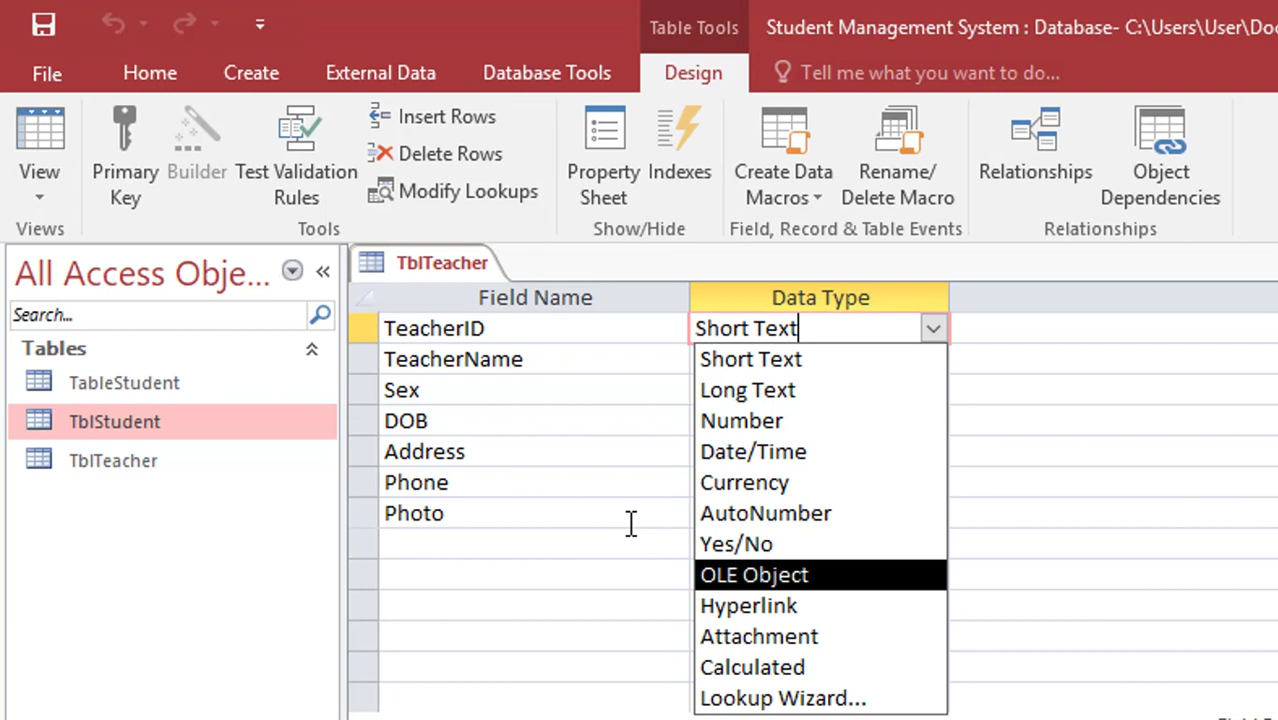 Table Tools
Student Management System : Database- C:\Users\User\Doc
File
Home
Create
External Data
Database Tools
Design
Tell me what you want to do...
View
Primary Key
Builder
Test Validation Rules
Insert Rows
Delete Rows
Modify Lookups
Property Sheet
Indexes
Create Data Macros
Rename/ Delete Macro
Relationships
Object Dependencies
Views
Tools
Show/Hide
Field, Record & Table Events
Relationships
All Access Obje...
Search...
Tables
TableStudent
TblStudent
TblTeacher
TblTeacher
Field Name
Data Type
TeacherID
Short Text
TeacherName
Sex
DOB
Address
Phone
Photo
Short Text
Long Text
Number
Date/Time
Currency
AutoNumber
Yes/No
OLE Object
Hyperlink
Attachment
Calculated
Lookup Wizard...